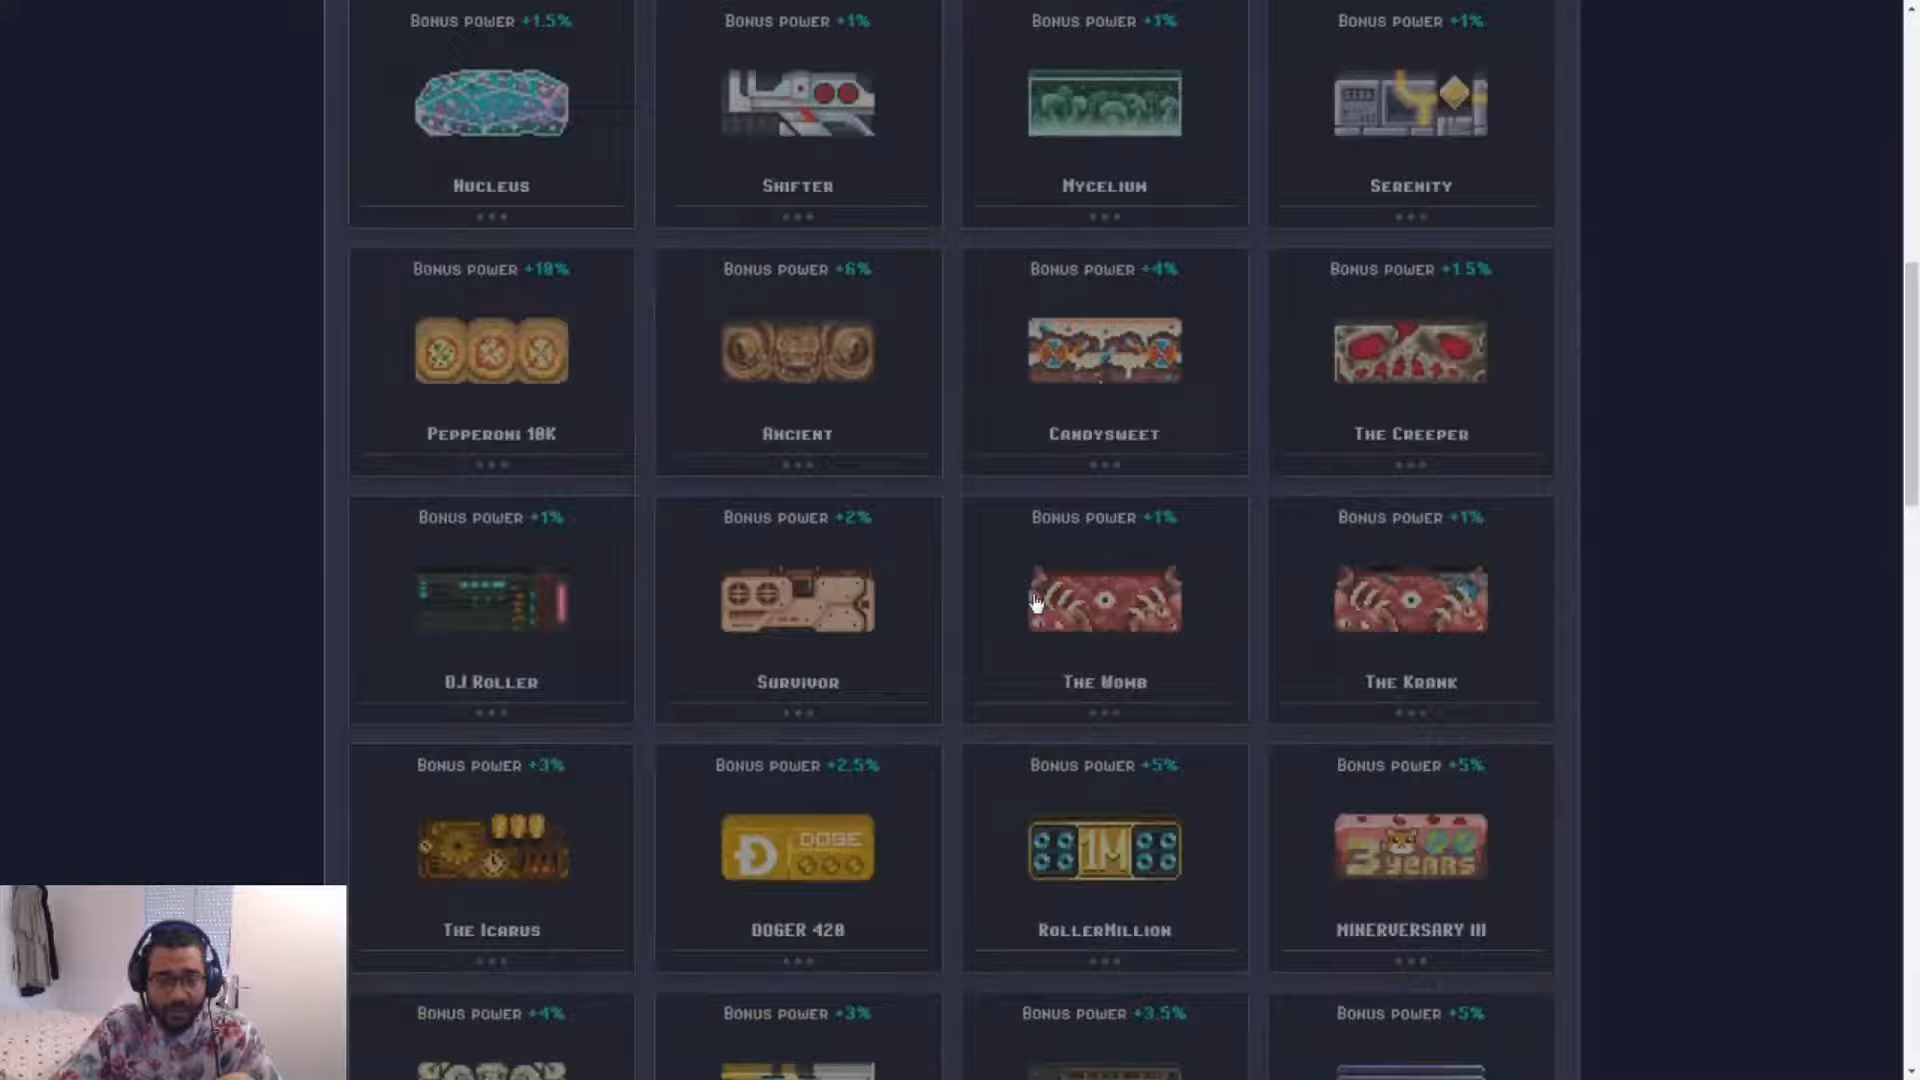 Bonus power +1.5%
Bonus power +1%
Bonus power +1%
Bonus power +1%
Nucleus
Shifter
Mycelium
Serenity
Bonus power +10%
Bonus power +6%
Bonus power +4%
Bonus power +1.5%
Pepperoni 10K
Ancient
Candysweet
The Creeper
Bonus power +1%
Bonus power +2%
Bonus power +1%
Bonus power +1%
DJ Roller
Survivor
The Womb
The Krank
Bonus power +3%
Bonus power +2.5%
Bonus power +5%
Bonus power +5%
DOGE
1M
3 YEARS
The Icarus
DOGER 420
RollerMillion
MINERVERSARY III
Bonus power +4%
Bonus power +3%
Bonus power +3.5%
Bonus power +5%